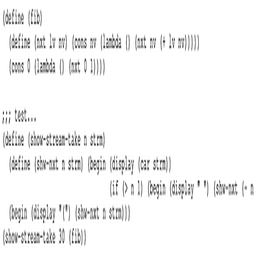 (define (fib)
(define (nxt lv nv) (cons nv (lambda () (nxt nv (+ lv nv)))))
(cons 0 (lambda () (nxt 0 1))))
;;; test...
(define (show-stream-take n strm)
(define (shw-nxt n strm) (begin (display (car strm))
(if (> n 1) (begin (display " ") (shw-nxt (- n
(begin (display "(") (shw-nxt n strm)))
(show-stream-take 30 (fib))